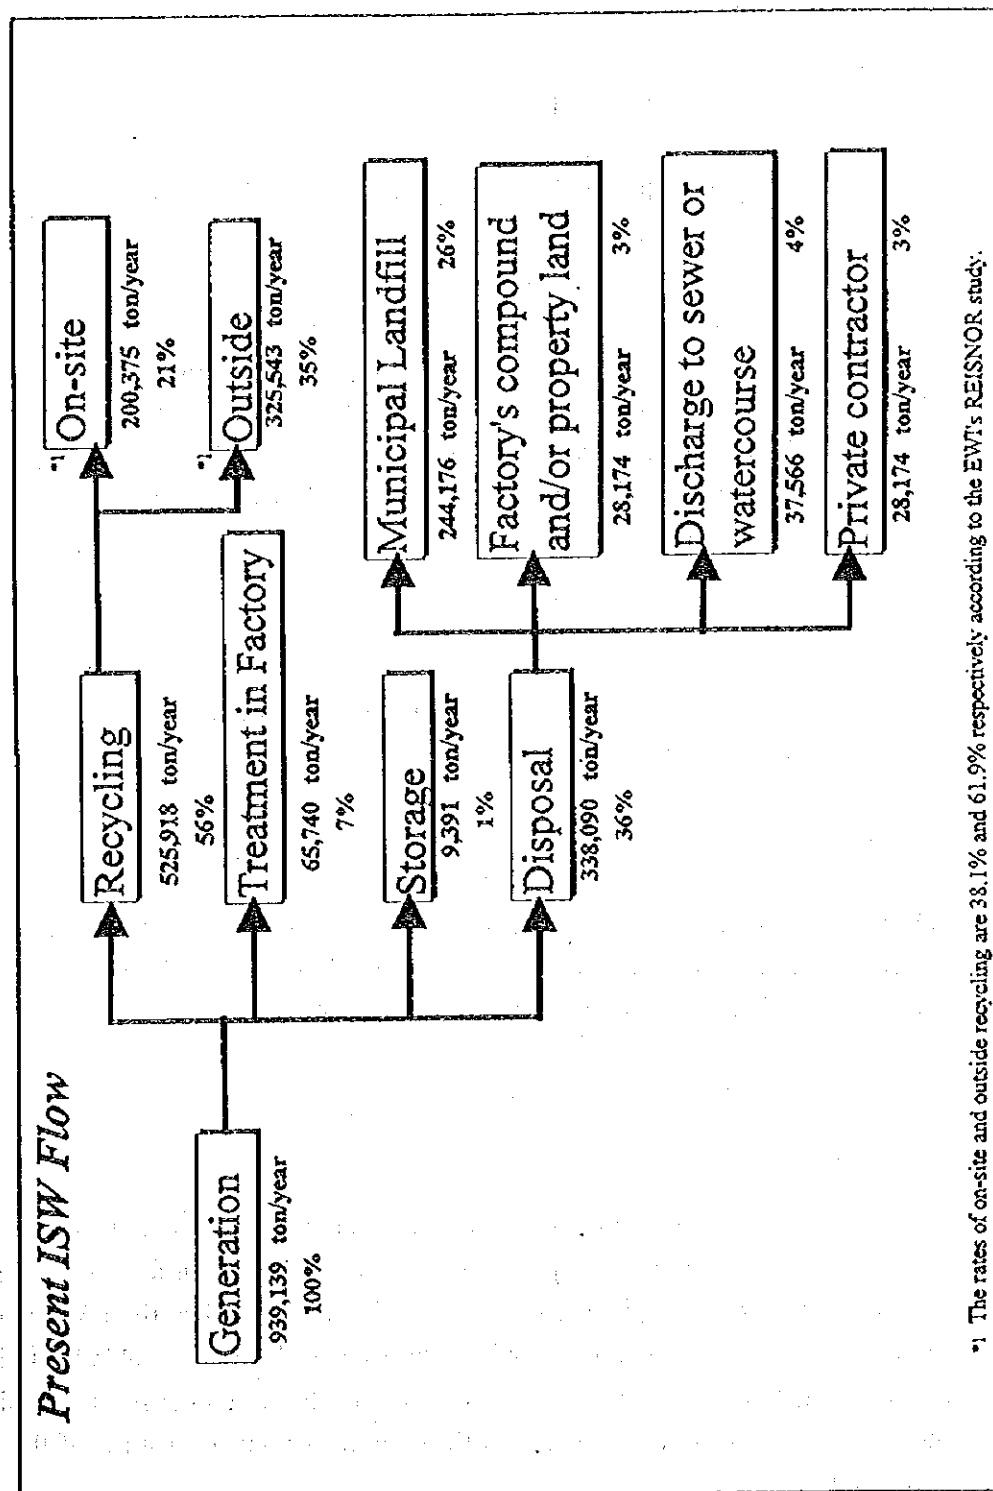 Present ISW Flow
Generation
939,139 ton/year
100%
Recycling
525,918 ton/year
56%
Treatment in Factory
65,740 ton/year
7%
Storage
9,391 ton/year
1%
Disposal
338,090 ton/year
36%
*1
On-site
200,375 ton/year
21%
*1
Outside
325,543 ton/year
35%
Municipal Landfill
244,176 ton/year 26%
Factory's compound
and/or property land
28,174 ton/year 3%
Discharge to sewer or
watercourse
37,566 ton/year 4%
Private contractor
28,174 ton/year 3%
*1 The rates of on-site and outside recycling are 38.1% and 61.9% respectively according to the EWI's REISNOR study.